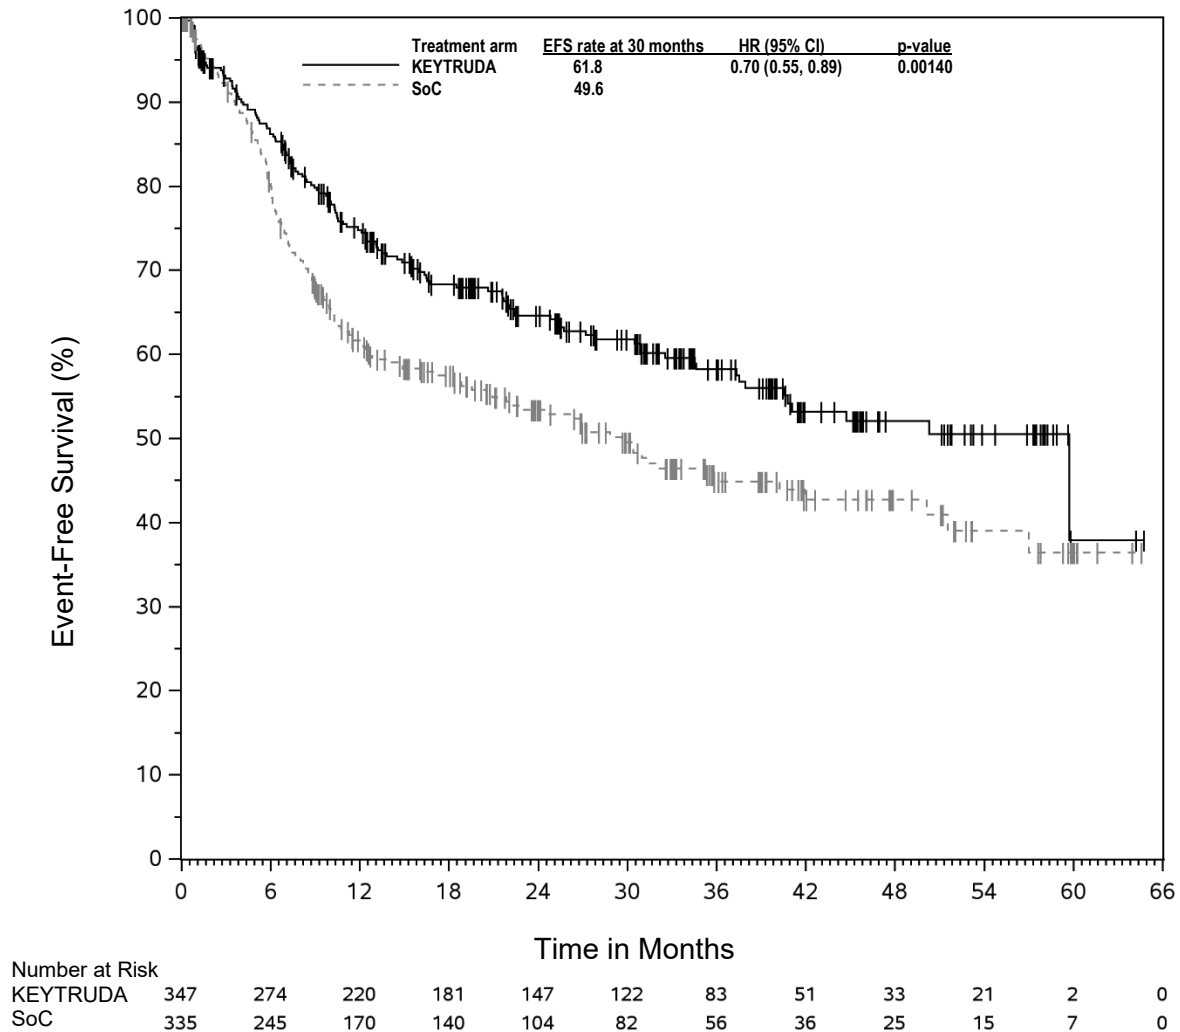 Treatment arm EFS rate at 30 months HR (95% CI) p-value
KEYTRUDA 61.8 0.70 (0.55, 0.89) 0.00140
SoC 49.6
Event-Free Survival (%)
100
90
80
70
60
50
40
30
20
10
0
0 6 12 18 24 30 36 42 48 54 60 66
Time in Months
Number at Risk
KEYTRUDA 347 274 220 181 147 122 83 51 33 21 2 0
SoC 335 245 170 140 104 82 56 36 25 15 7 0